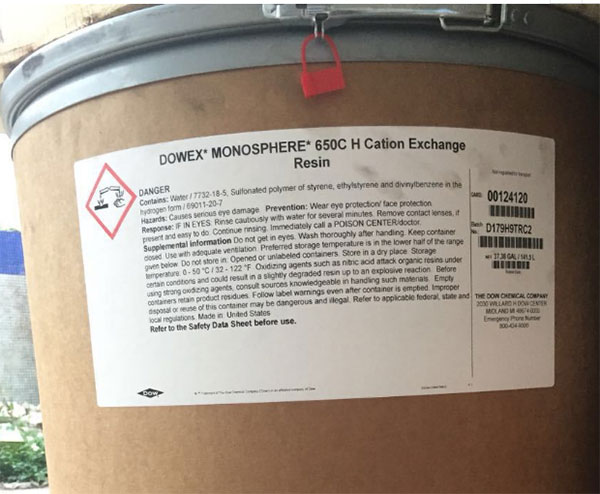 DOWEX* MONOSPHERE* 650C H Cation Exchange
Resin
DANGER
Contains: Water / 7732-18-5, Sulfonated polymer of styrene, ethylstyrene and divinylbenzene in the
hydrogen form / 69011-20-7
Hazards: Causes serious eye damage. Prevention: Wear eye protection/ face protection.
Response: IF IN EYES: Rinse cautiously with water for several minutes. Remove contact lenses, if
present and easy to do. Continue rinsing. Immediately call a POISON CENTER/doctor.
Supplemental information Do not get in eyes. Wash thoroughly after handling. Keep container
closed. Use with adequate ventilation. Preferred storage temperature is in the lower half of the range
given below. Do not store in: Opened or unlabeled containers. Store in a dry place. Storage
temperature: 0 - 50 °C / 32 - 122 °F. Oxidizing agents such as nitric acid attack organic resins under
certain conditions and could result in a slightly degraded resin up to an explosive reaction. Before
using strong oxidizing agents, consult sources knowledgeable in handling such materials. Empty
containers retain product residues. Follow label warnings even after container is emptied. Improper
disposal or reuse of this container may be dangerous and illegal. Refer to applicable federal, state and
local regulations. Made in: United States
Refer to the Safety Data Sheet before use.
GMID: 00124120
Batch No.: D179H9TRC2
THE DOW CHEMICAL COMPANY
2030 WILLARD H DOW CENTER
MIDLAND MI
Emergency Phone Number
DOW